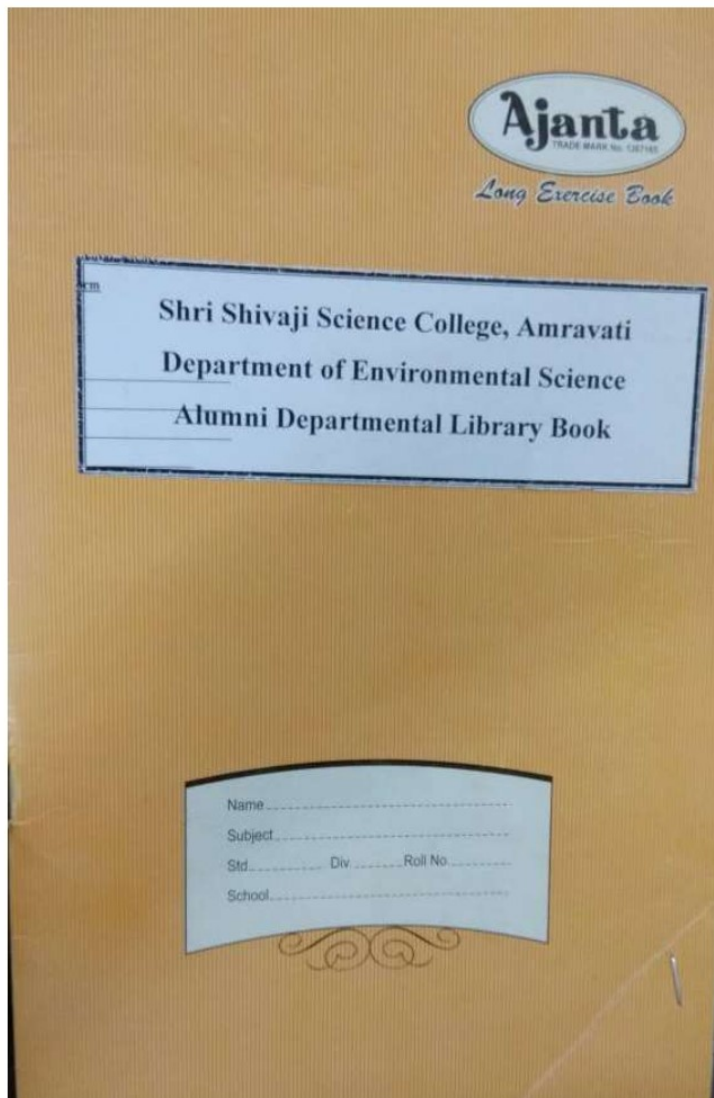 Ajanta
TRADE MARK No.
Long Exercise Book
cm
Shri Shivaji Science College, Amravati
Department of Environmental Science
Alumni Departmental Library Book
Name
Subject
Std. Div. Roll No.
School